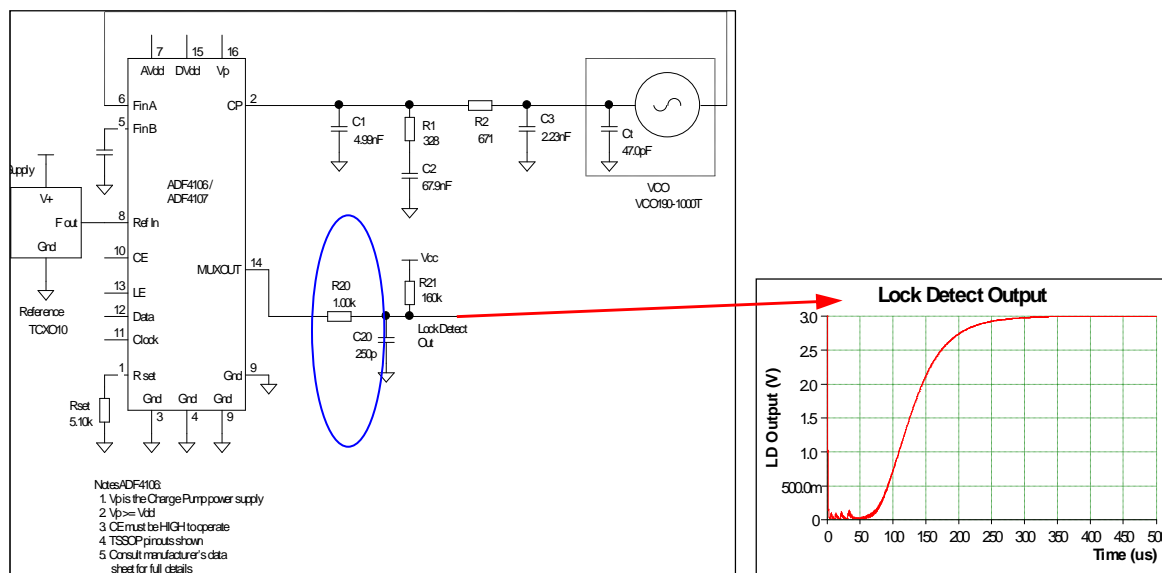 7
15
16
AVdd
DVdd
Vp
6
Fin A
CP
2
5
Fin B
C1
4.99nF
R1
328
C2
67.9nF
R2
671
C3
2.23nF
Ct
47.0pF
VCO
VCO190-1000T
Supply
V+
F out
Gnd
Reference
TCXO10
ADF4106 /
ADF4107
8
Ref In
10
CE
MUXOUT
14
13
LE
12
Data
11
Clock
1
Rset
Gnd
9
Rset
5.10k
Gnd
Gnd
Gnd
3
4
9
R20
1.00k
C20
250p
Vcc
R21
160k
Lock Detect
Out
Notes ADF4106:
1. Vp is the Charge Pump power supply
2. Vp >= Vdd
3. CE must be HIGH to operate
4. TSSOP pinouts shown
5. Consult manufacturer's data
sheet for full details
Lock Detect Output
LD Output (V)
3.0
2.5
2.0
1.5
1.0
500.0m
0
0
50
100
150
200
250
300
350
400
450
Time (us)